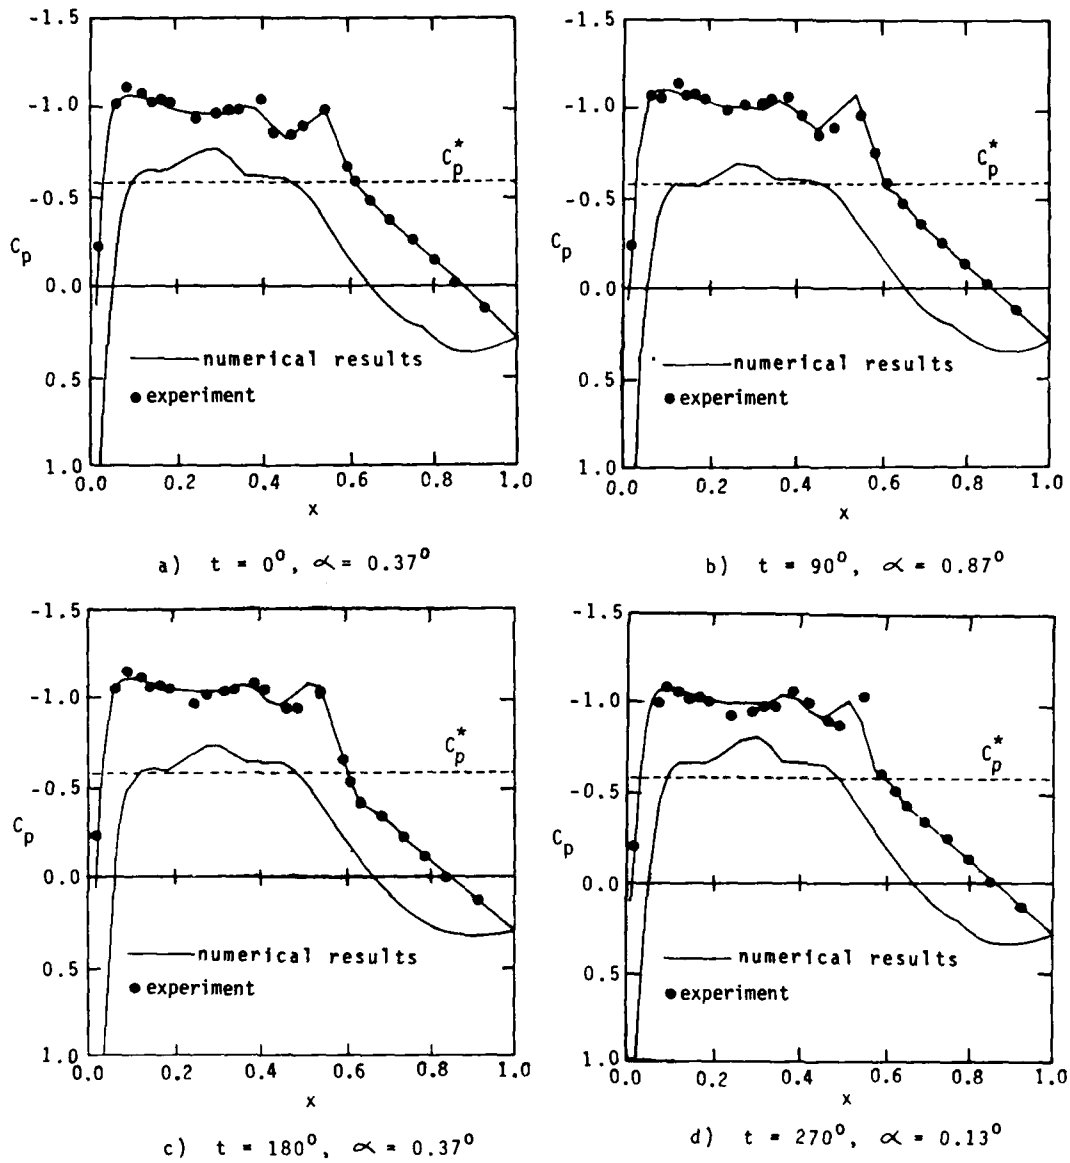 -1.5
-1.0
-0.5
0.0
0.5
1.0
C_p
C_p^*
numerical results
experiment
0.0 0.2 0.4 0.6 0.8 1.0
x
a) t = 0°, α = 0.37°
-1.5
-1.0
-0.5
0.0
0.5
1.0
C_p
C_p^*
numerical results
experiment
0.0 0.2 0.4 0.6 0.8 1.0
x
b) t = 90°, α = 0.87°
-1.5
-1.0
-0.5
0.0
0.5
1.0
C_p
C_p^*
numerical results
experiment
0.0 0.2 0.4 0.6 0.8 1.0
x
c) t = 180°, α = 0.37°
-1.5
-1.0
-0.5
0.0
0.5
1.0
C_p
C_p^*
numerical results
experiment
0.0 0.2 0.4 0.6 0.8 1.0
x
d) t = 270°, α = 0.13°